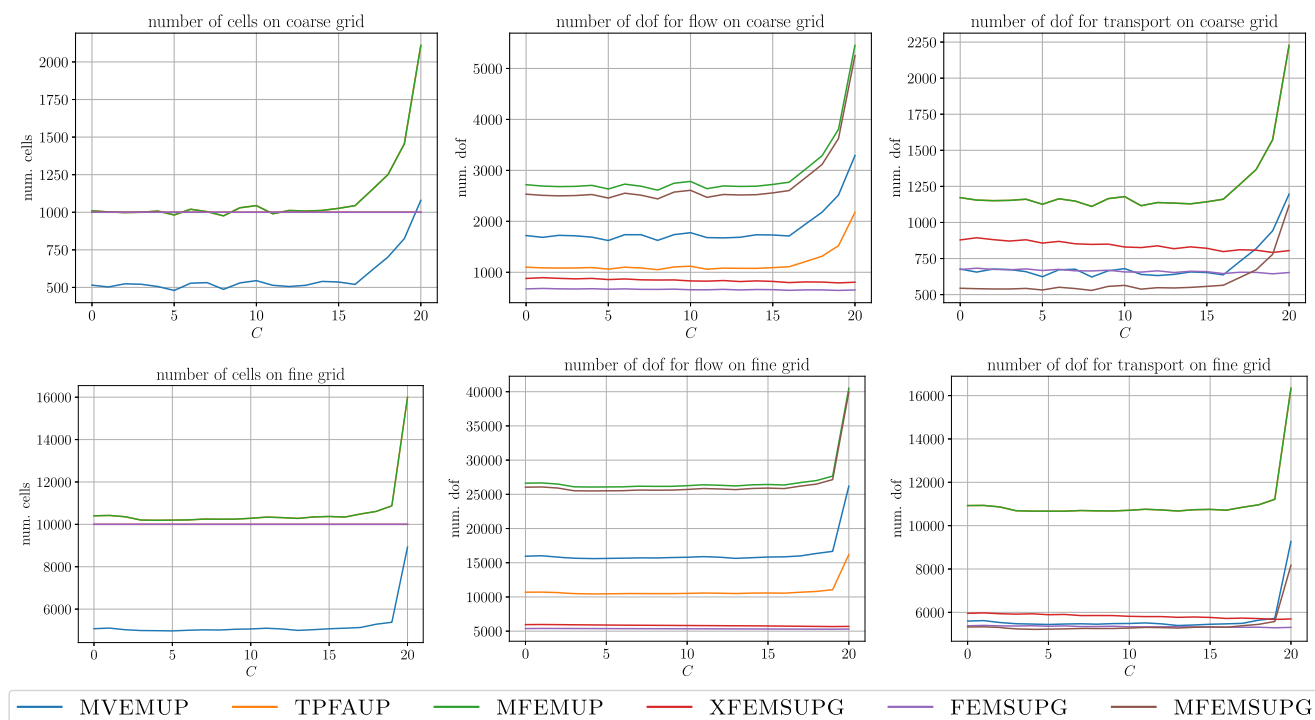 number of cells on coarse grid
number of dof for flow on coarse grid
number of dof for transport on coarse grid
num. cells
2000
1750
1500
1250
1000
750
500
0 5 10 15 20
C
num. dof
5000
4000
3000
2000
1000
0 5 10 15 20
C
num. dof
2250
2000
1750
1500
1250
1000
750
500
0 5 10 15 20
C
number of cells on fine grid
number of dof for flow on fine grid
number of dof for transport on fine grid
num. cells
16000
14000
12000
10000
8000
6000
0 5 10 15 20
C
num. dof
40000
35000
30000
25000
20000
15000
10000
5000
0 5 10 15 20
C
num. dof
16000
14000
12000
10000
8000
6000
0 5 10 15 20
C
MVEMUP TPFAUP MFEMUP XFEMSUPG FEMSUPG MFEMSUPG